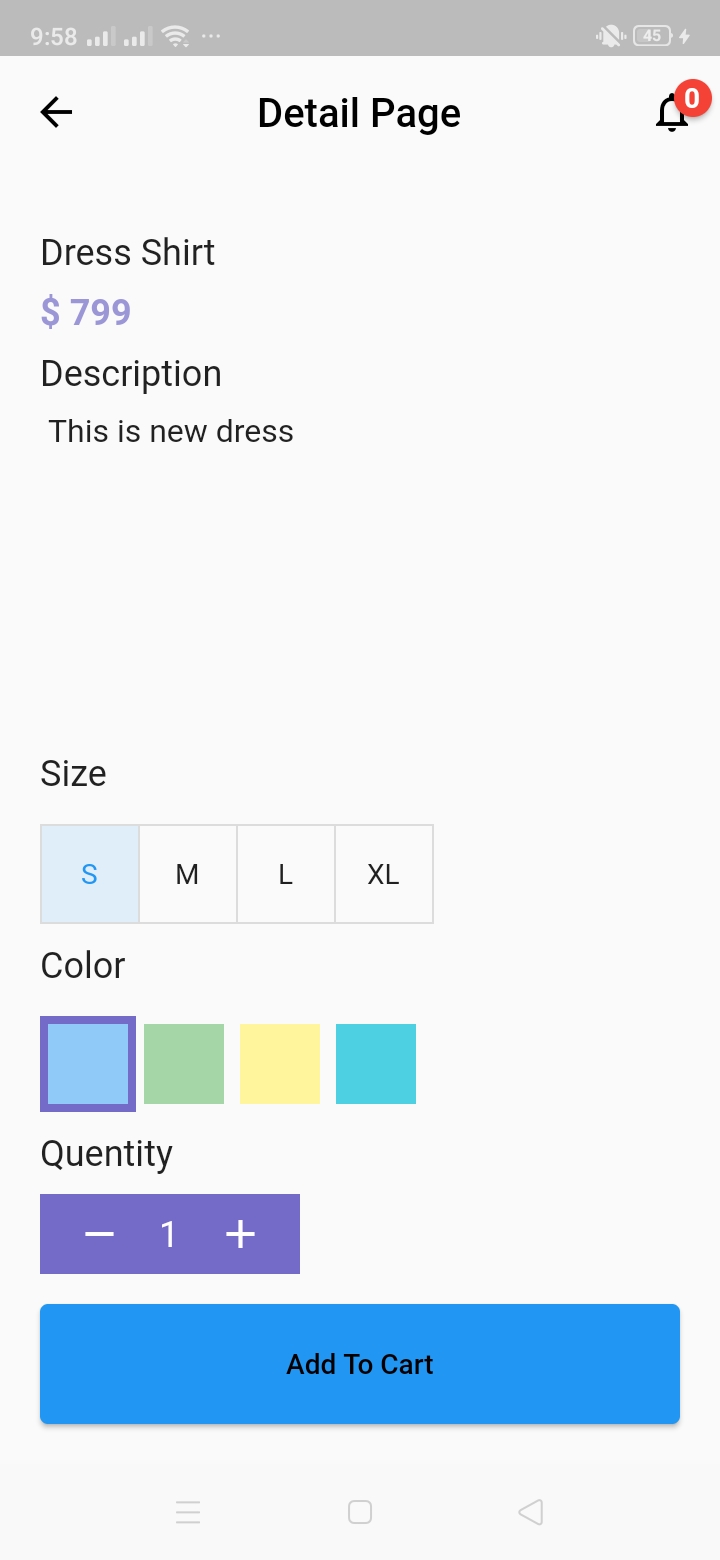 9:58 45
Detail Page 0
Dress Shirt
$ 799
Description
This is new dress
Size
S M L XL
Color
Quentity
1
Add To Cart